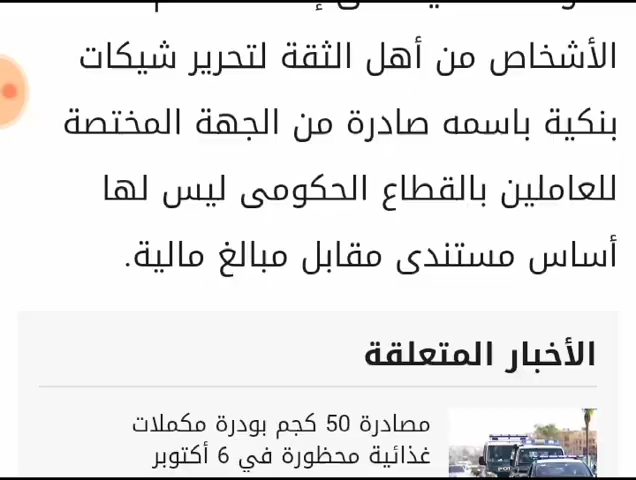 الأشخاص من أهل الثقة لتحرير شيكات
بنكية باسمه صادرة من الجهة المختصة
للعاملين بالقطاع الحكومى ليس لها
أساس مستندى مقابل مبالغ مالية.
الأخبار المتعلقة
مصادرة 50 كجم بودرة مكملات
غذائية محظورة في 6 أكتوبر